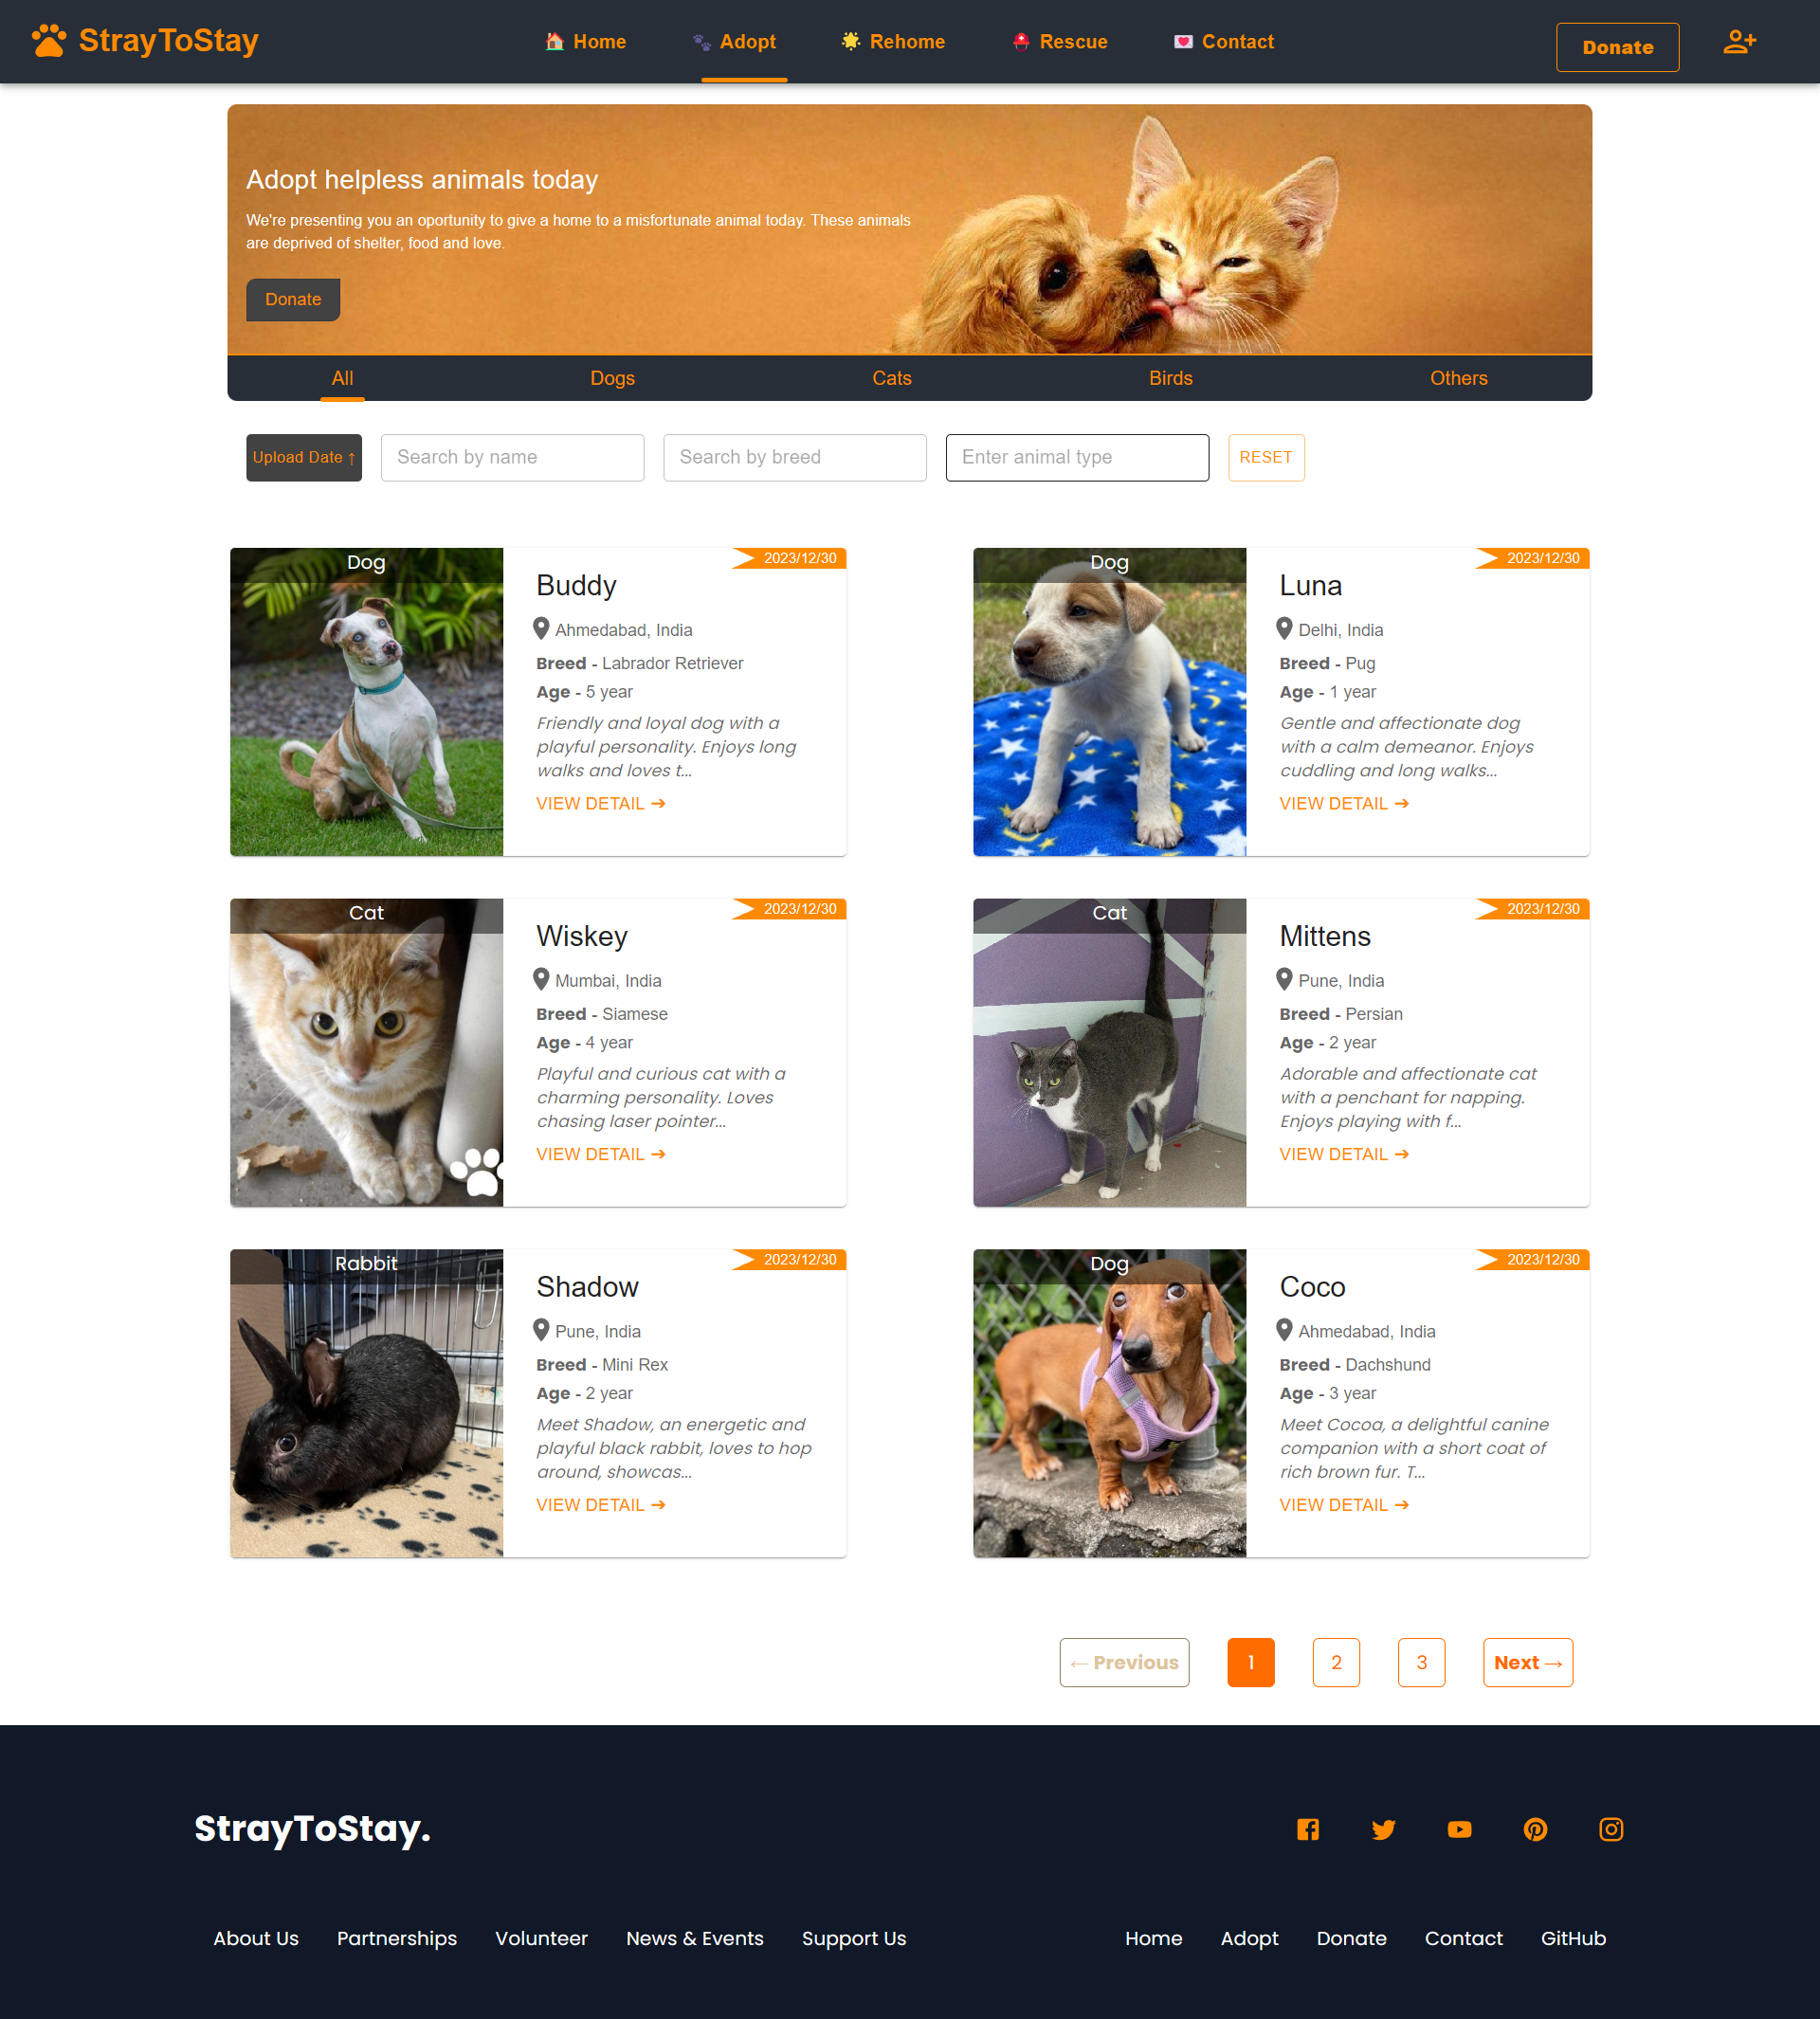 StrayToStay
Home
Adopt
Rehome
Rescue
Contact
Donate
Adopt helpless animals today
We're presenting you an oportunity to give a home to a misfortunate animal today. These animals
are deprived of shelter, food and love.
Donate
All
Dogs
Cats
Birds
Others
Upload Date ↑
Search by name
Search by breed
Enter animal type
RESET
Dog
2023/12/30
Buddy
Ahmedabad, India
Breed - Labrador Retriever
Age - 5 year
Friendly and loyal dog with a
playful personality. Enjoys long
walks and loves t...
VIEW DETAIL ➔
Dog
2023/12/30
Luna
Delhi, India
Breed - Pug
Age - 1 year
Gentle and affectionate dog
with a calm demeanor. Enjoys
cuddling and long walks...
VIEW DETAIL ➔
Cat
2023/12/30
Wiskey
Mumbai, India
Breed - Siamese
Age - 4 year
Playful and curious cat with a
charming personality. Loves
chasing laser pointer...
VIEW DETAIL ➔
Cat
2023/12/30
Mittens
Pune, India
Breed - Persian
Age - 2 year
Adorable and affectionate cat
with a penchant for napping.
Enjoys playing with f...
VIEW DETAIL ➔
Rabbit
2023/12/30
Shadow
Pune, India
Breed - Mini Rex
Age - 2 year
Meet Shadow, an energetic and
playful black rabbit, loves to hop
around, showcas...
VIEW DETAIL ➔
Dog
2023/12/30
Coco
Ahmedabad, India
Breed - Dachshund
Age - 3 year
Meet Cocoa, a delightful canine
companion with a short coat of
rich brown fur. T...
VIEW DETAIL ➔
← Previous
1
2
3
Next →
StrayToStay.
About Us
Partnerships
Volunteer
News & Events
Support Us
Home
Adopt
Donate
Contact
GitHub